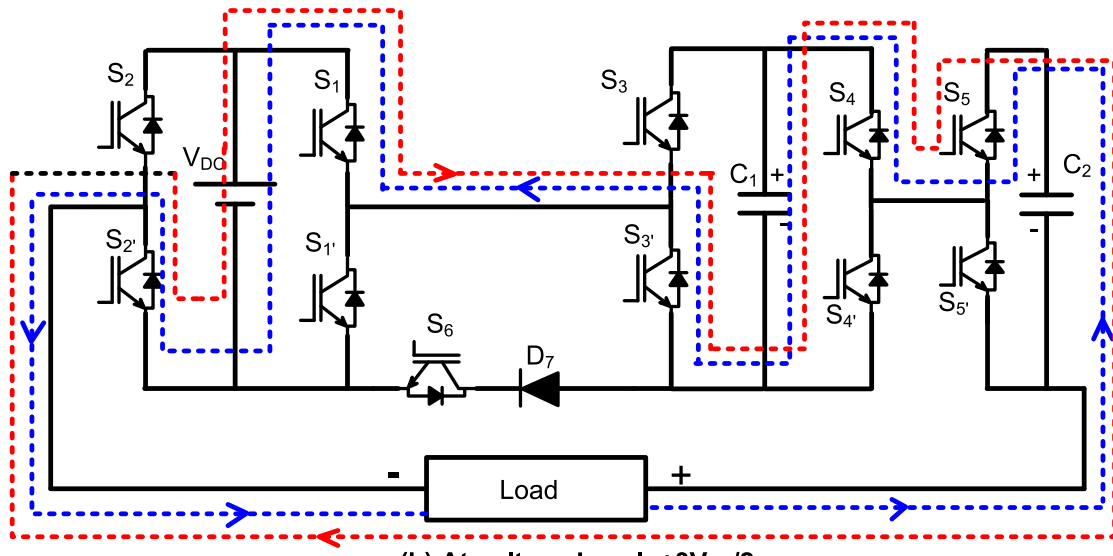 S2
S1
VDC
S2'
S1'
S3
S4
S5
C1
+
-
+
-
C2
S3'
S4'
S5'
S6
D7
-
Load
+